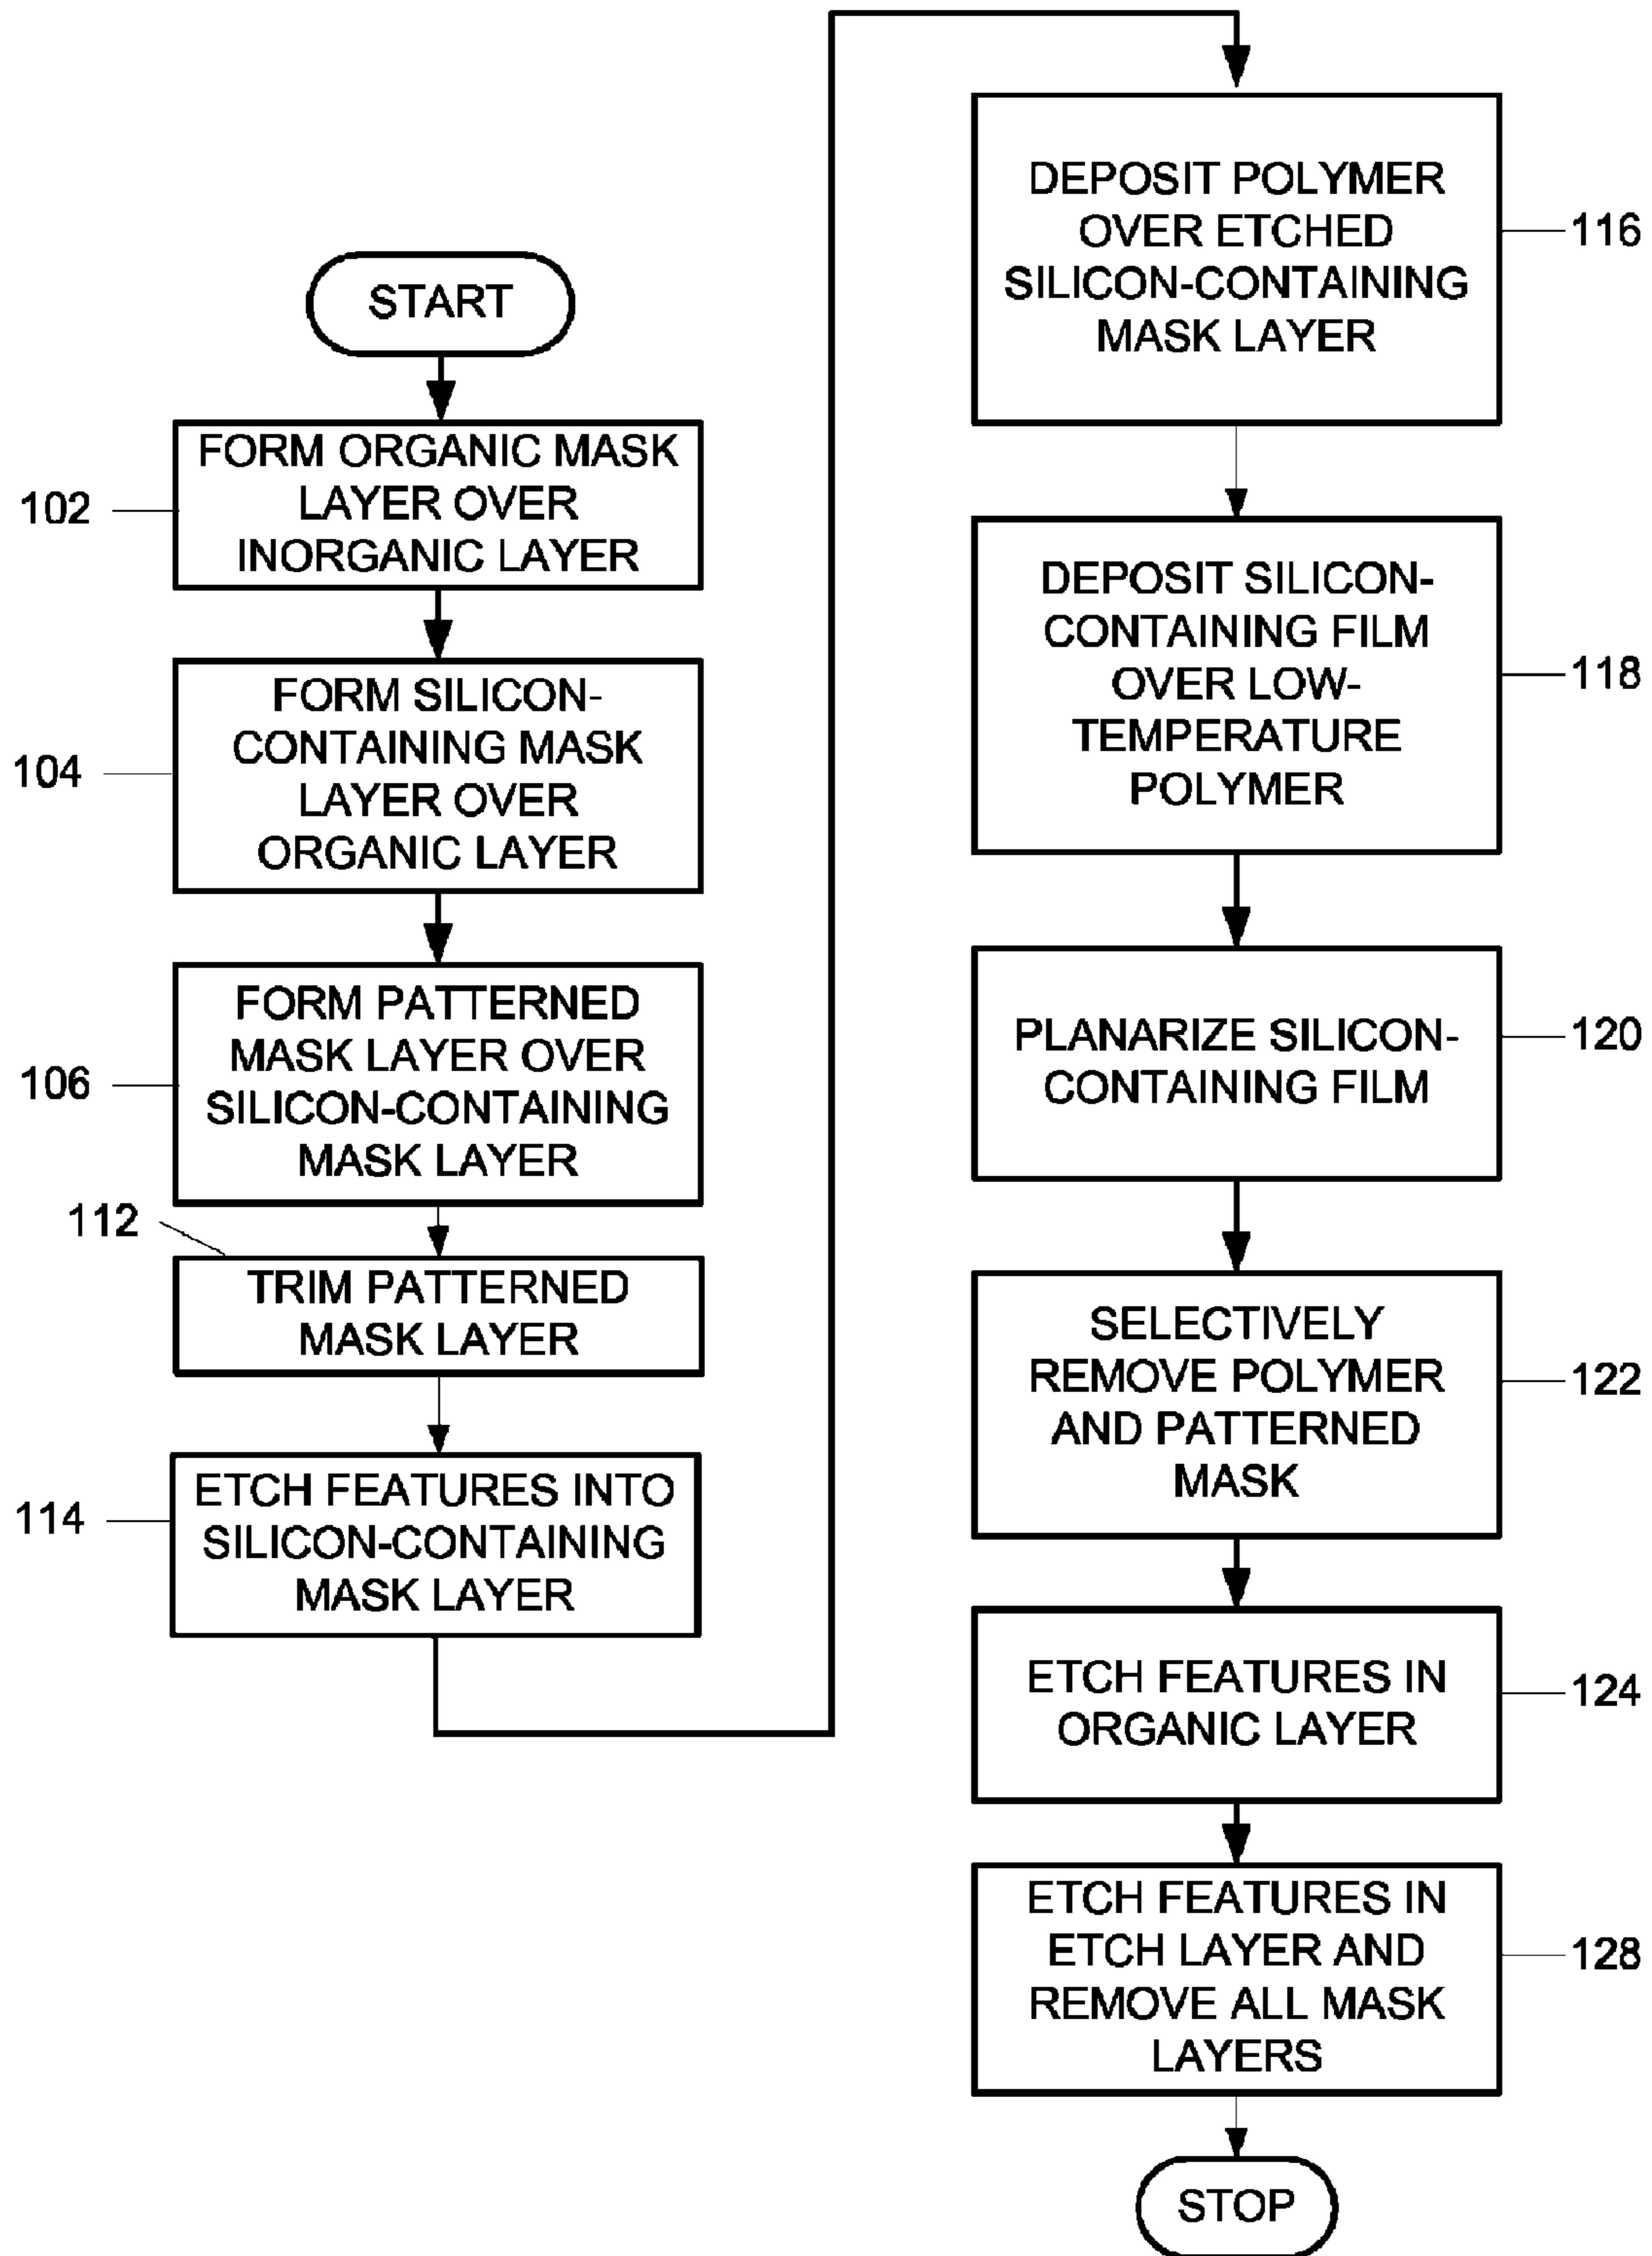 START
102
FORM ORGANIC MASK
LAYER OVER
INORGANIC LAYER
104
FORM SILICON-
CONTAINING MASK
LAYER OVER
ORGANIC LAYER
106
FORM PATTERNED
MASK LAYER OVER
SILICON-CONTAINING
MASK LAYER
112
TRIM PATTERNED
MASK LAYER
114
ETCH FEATURES INTO
SILICON-CONTAINING
MASK LAYER
DEPOSIT POLYMER
OVER ETCHED
SILICON-CONTAINING
MASK LAYER
116
DEPOSIT SILICON-
CONTAINING FILM
OVER LOW-
TEMPERATURE
POLYMER
118
PLANARIZE SILICON-
CONTAINING FILM
120
SELECTIVELY
REMOVE POLYMER
AND PATTERNED
MASK
122
ETCH FEATURES IN
ORGANIC LAYER
124
ETCH FEATURES IN
ETCH LAYER AND
REMOVE ALL MASK
LAYERS
128
STOP